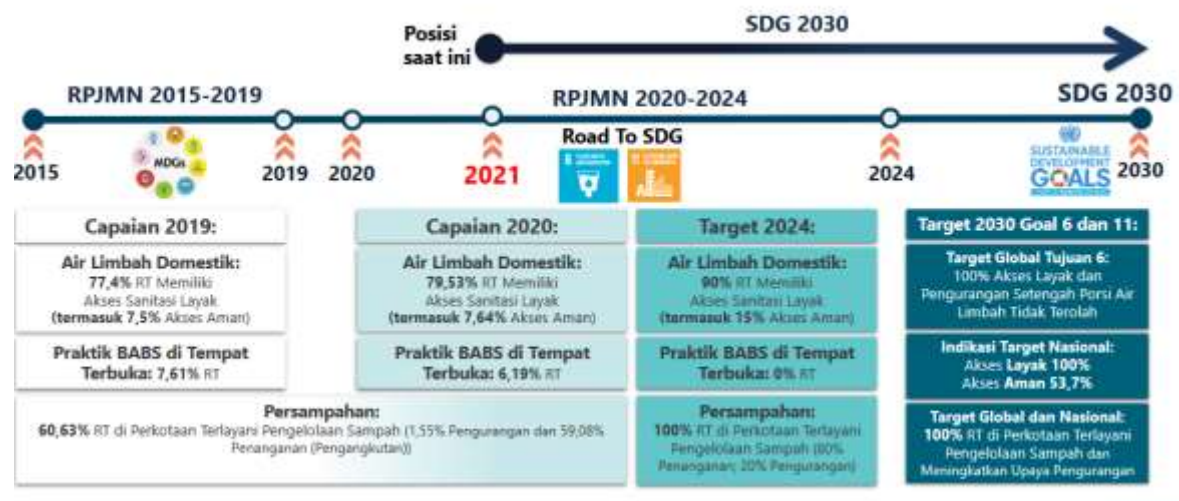 SDG 2030
Posisi
saat ini
RPJMN 2015-2019
RPJMN 2020-2024
SDG 2030
Road To SDG
MDGs
2015
2019
2020
2021
2024
SUSTAINABLE
DEVELOPMENT
GOALS
2030
Capaian 2019:
Air Limbah Domestik:
77,4% RT Memiliki
Akses Sanitasi Layak
(termasuk 7,5% Akses Aman)
Praktik BABS di Tempat
Terbuka: 7,61% RT
Capaian 2020:
Air Limbah Domestik:
79,53% RT Memiliki
Akses Sanitasi Layak
(termasuk 7,64% Akses Aman)
Praktik BABS di Tempat
Terbuka: 6,19% RT
Persampahan:
60,63% RT di Perkotaan Terlayani Pengelolaan Sampah (1,55% Pengurangan dan 59,08%
Penanganan (Pengangkutan))
Target 2024:
Air Limbah Domestik:
90% RT Memiliki
Akses Sanitasi Layak
(termasuk 15% Akses Aman)
Praktik BABS di Tempat
Terbuka: 0% RT
Persampahan:
100% RT di Perkotaan Terlayani
Pengelolaan Sampah (80%
Penanganan; 20% Pengurangan)
Target 2030 Goal 6 dan 11:
Target Global Tujuan 6:
100% Akses Layak dan
Pengurangan Setengah Porsi Air
Limbah Tidak Terolah
Indikasi Target Nasional:
Akses Layak 100%
Akses Aman 53,7%
Target Global dan Nasional:
100% RT di Perkotaan Terlayani
Pengelolaan Sampah dan
Meningkatkan Upaya Pengurangan